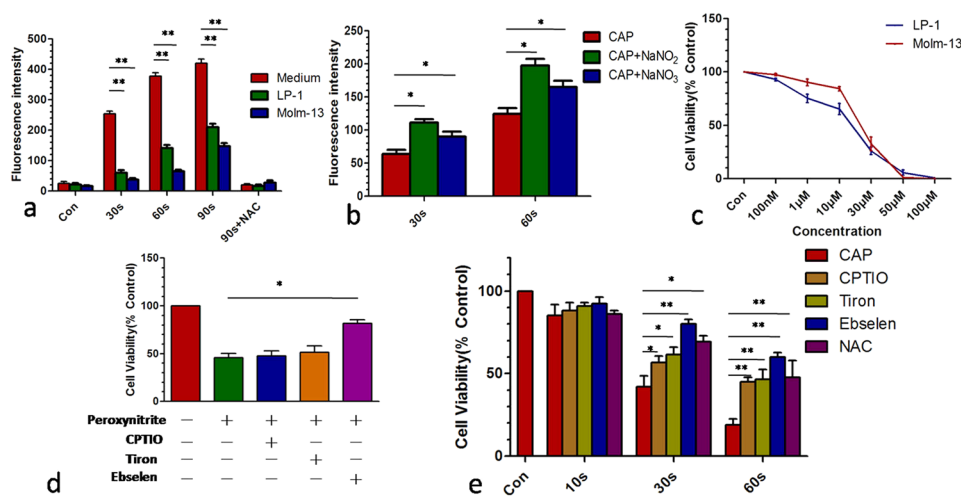 a
Fluorescence intensity
500
400
300
200
100
0
Con
30s
60s
90s
90s+NAC
Medium
LP-1
Molm-13
**
**
**
**
**
**
b
Fluorescence intensity
250
200
150
100
50
0
30s
60s
CAP
CAP+NaNO₂
CAP+NaNO₃
*
*
*
*
c
Cell Viability(% Control)
150
100
50
0
Con
100nM
1μM
10μM
30μM
50μM
100μM
Concentration
LP-1
Molm-13
d
Cell Viability(% Control)
150
100
50
0
*
Peroxynitrite — + + + +
CPTIO — — + — —
Tiron — — — + —
Ebselen — — — — +
e
Cell Viability(% Control)
100
50
0
Con
10s
30s
60s
CAP
CPTIO
Tiron
Ebselen
NAC
*
**
*
*
**
**
**
**